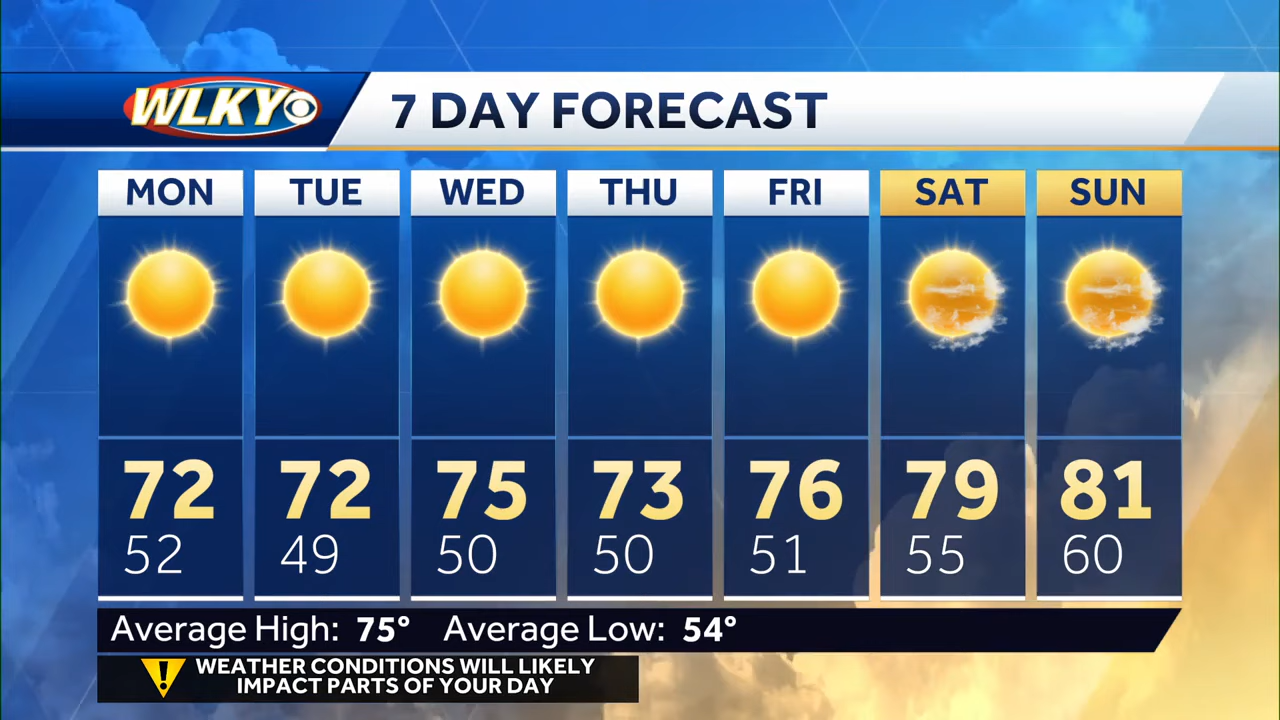 WLKY
7 DAY FORECAST
MON TUE WED THU FRI SAT SUN
72 72 75 73 76 79 81
52 49 50 50 51 55 60
Average High: 75° Average Low: 54°
WEATHER CONDITIONS WILL LIKELY
IMPACT PARTS OF YOUR DAY